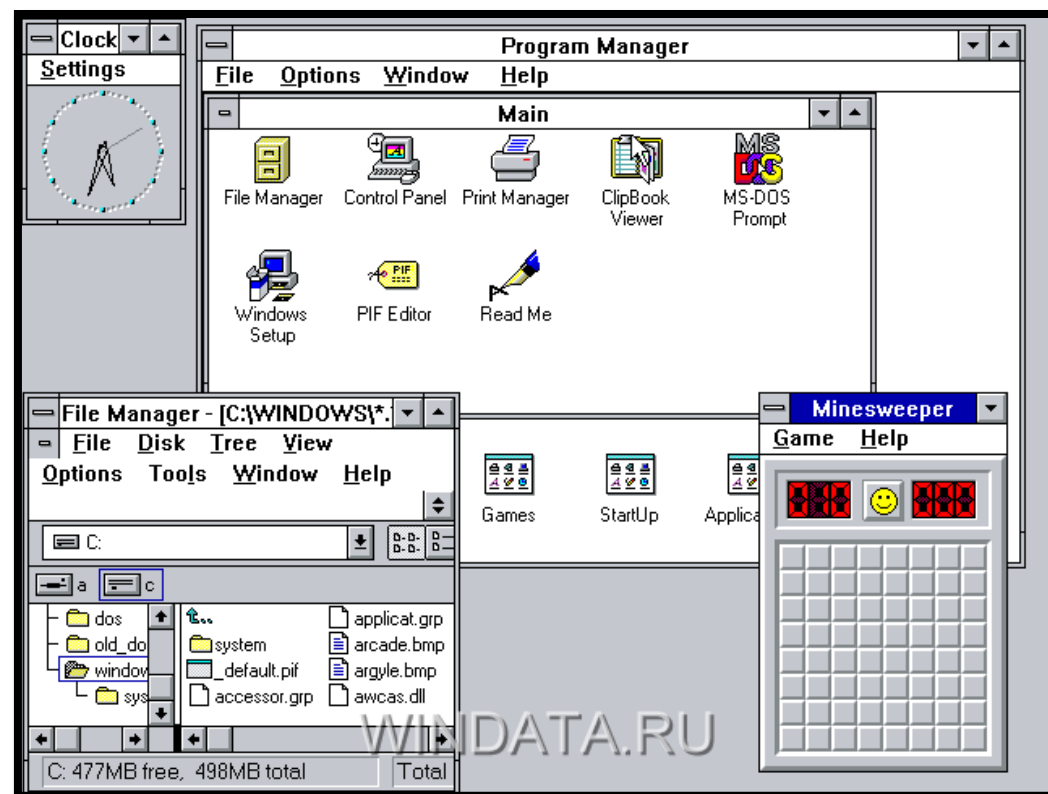 Clock
Settings
Program Manager
File Options Window Help
Main
File Manager Control Panel Print Manager ClipBook Viewer MS-DOS Prompt
MS DOS
Windows Setup PIF Editor Read Me
PIF
File Manager - [C:\WINDOWS\*.
File Disk Tree View
Options Tools Window Help
C:
a c
dos
old_do
window
sys
system
_default.pif
accessor.grp
applicat.grp
arcade.bmp
argyle.bmp
awcas.dll
C: 477MB free, 498MB total Total
Games StartUp Applica
Minesweeper
Game Help
WINDATA.RU